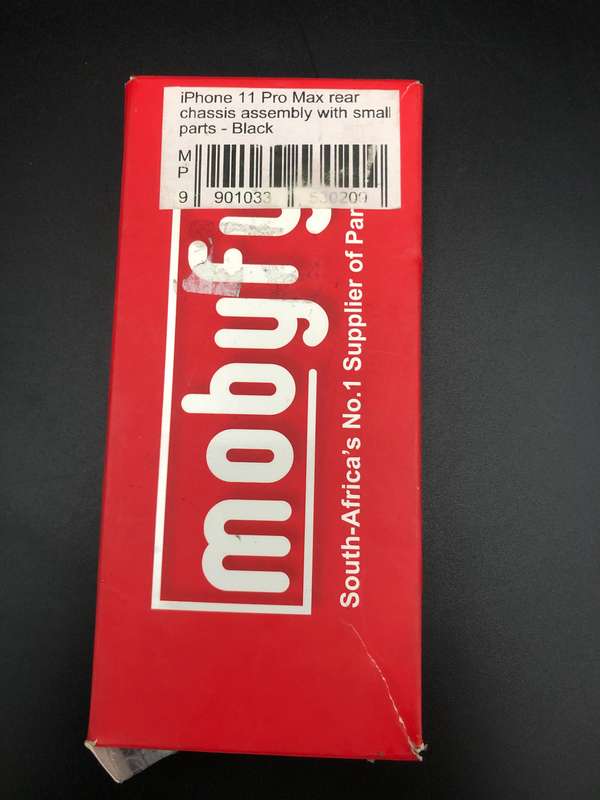 iPhone 11 Pro Max rear
chassis assembly with small
parts - Black
M
P
9 901033 530209
mobyfy
South-Africa's No.1 Supplier of Par